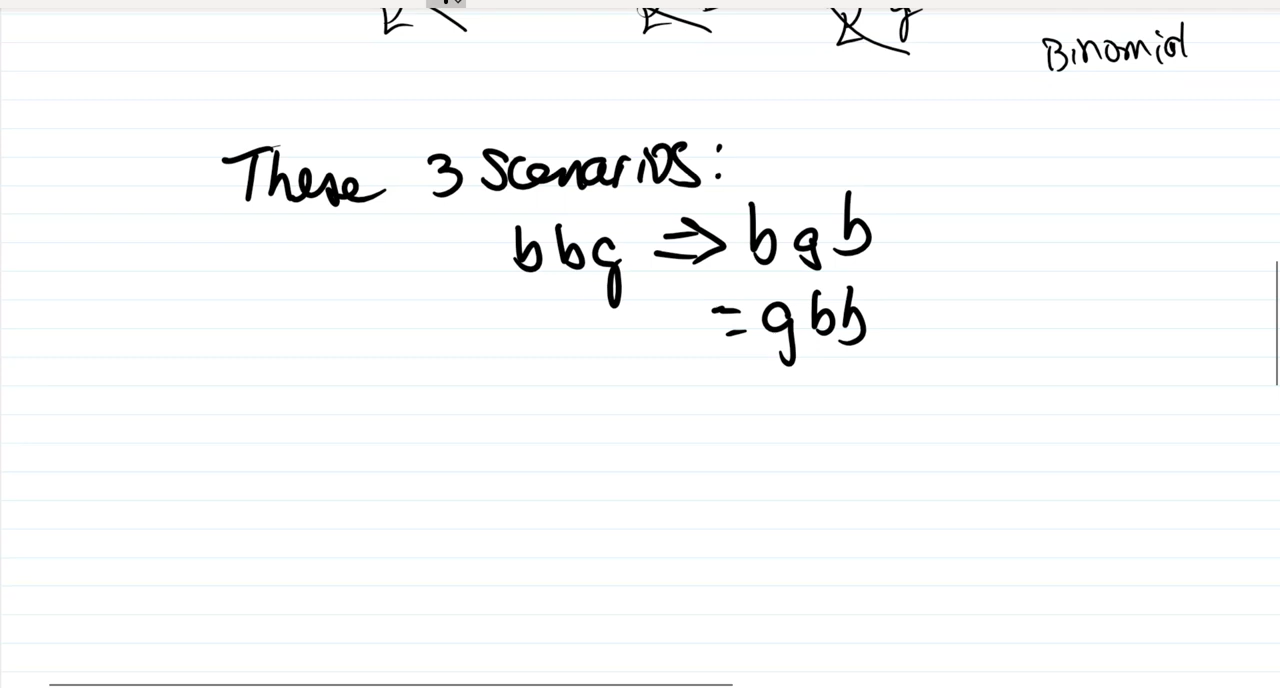 Binomial
These 3 scenarios:
bbg ⇒ bgb
= gbb